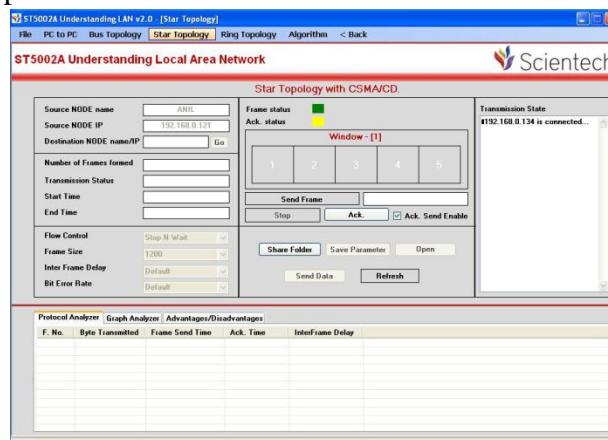 ST5002A Understanding LAN v2.0 - [Star Topology]
File PC to PC Bus Topology Star Topology Ring Topology Algorithm < Back
ST5002A Understanding Local Area Network
Scientech
Star Topology with CSMA/CD.
Source NODE name ANIL
Source NODE IP 192.168.0.121
Destination NODE name/IP Go
Number of Frames formed
Transmission Status
Start Time
End Time
Flow Control Stop N Wait
Frame Size 1200
Inter Frame Delay Default
Bit Error Rate Default
Frame status
Ack. status
Window - [1]
1 2 3 4 5
Send Frame
Stop Ack. Ack. Send Enable
Share Folder Save Parameter Open
Send Data Refresh
Transmission State
192.168.0.134 is connected...
Protocol Analyzer Graph Analyzer Advantages/Disadvantages
F. No. Byte Transmitted Frame Send Time Ack. Time InterFrame Delay